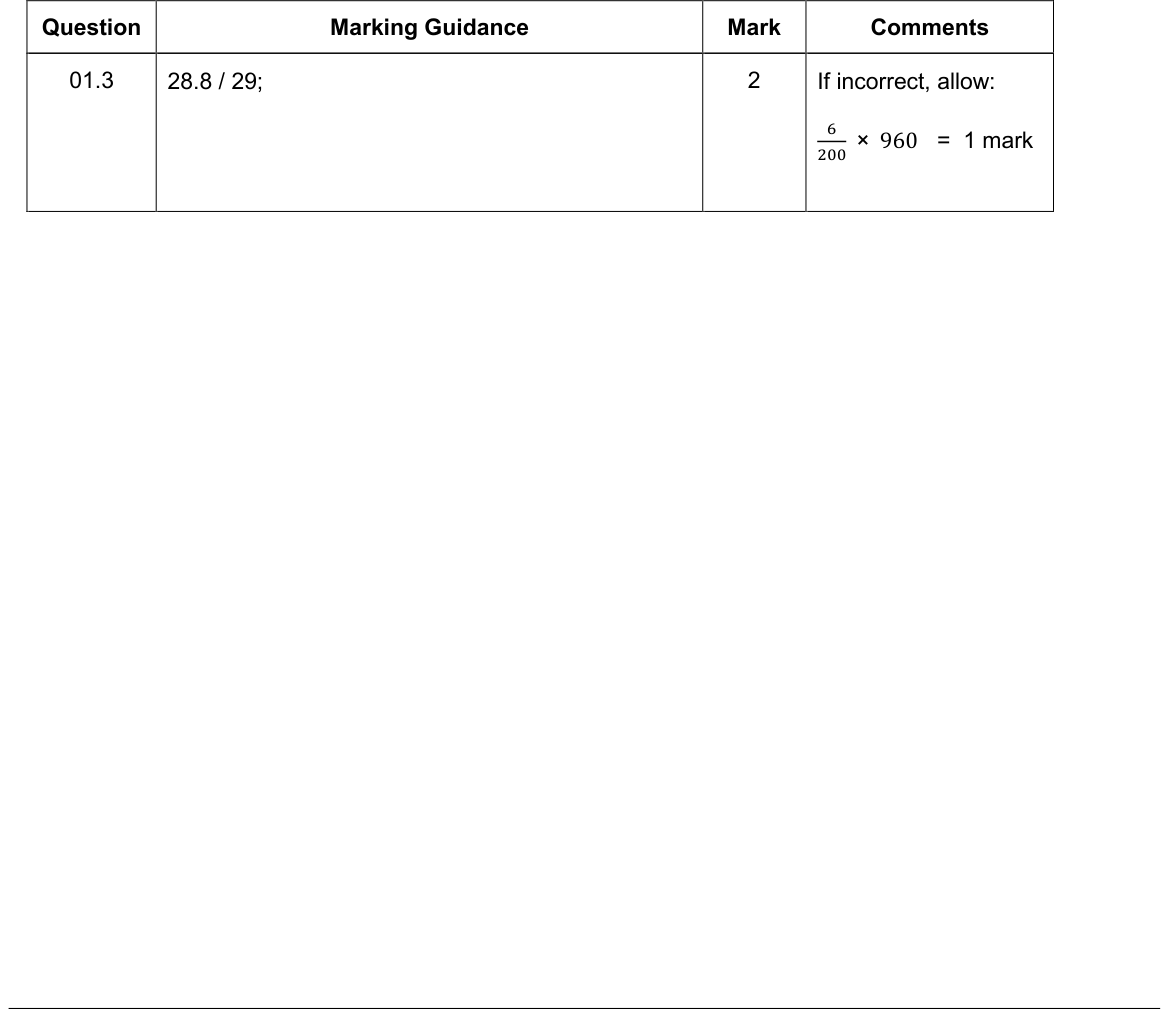 Question Marking Guidance Mark Comments
01.3 28.8 / 29; 2 If incorrect, allow:
6/200 × 960 = 1 mark